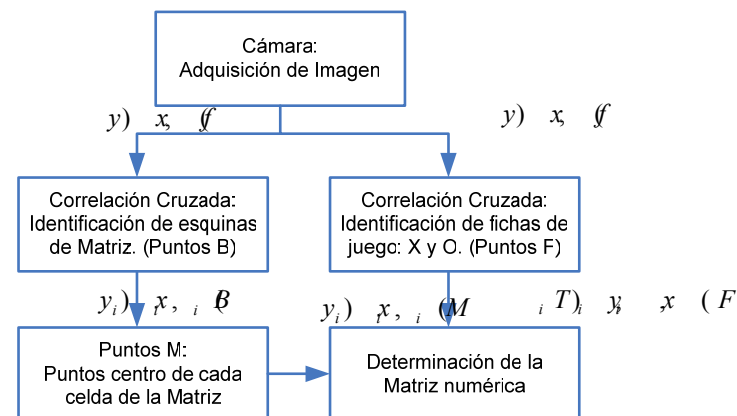 Cámara:
Adquisición de Imagen
y) x, (f
y) x, (f
Correlación Cruzada:
Identificación de esquinas
de Matriz. (Puntos B)
Correlación Cruzada:
Identificación de fichas de
juego: X y O. (Puntos F)
Puntos M:
Puntos centro de cada
celda de la Matriz
Determinación de la
Matriz numérica